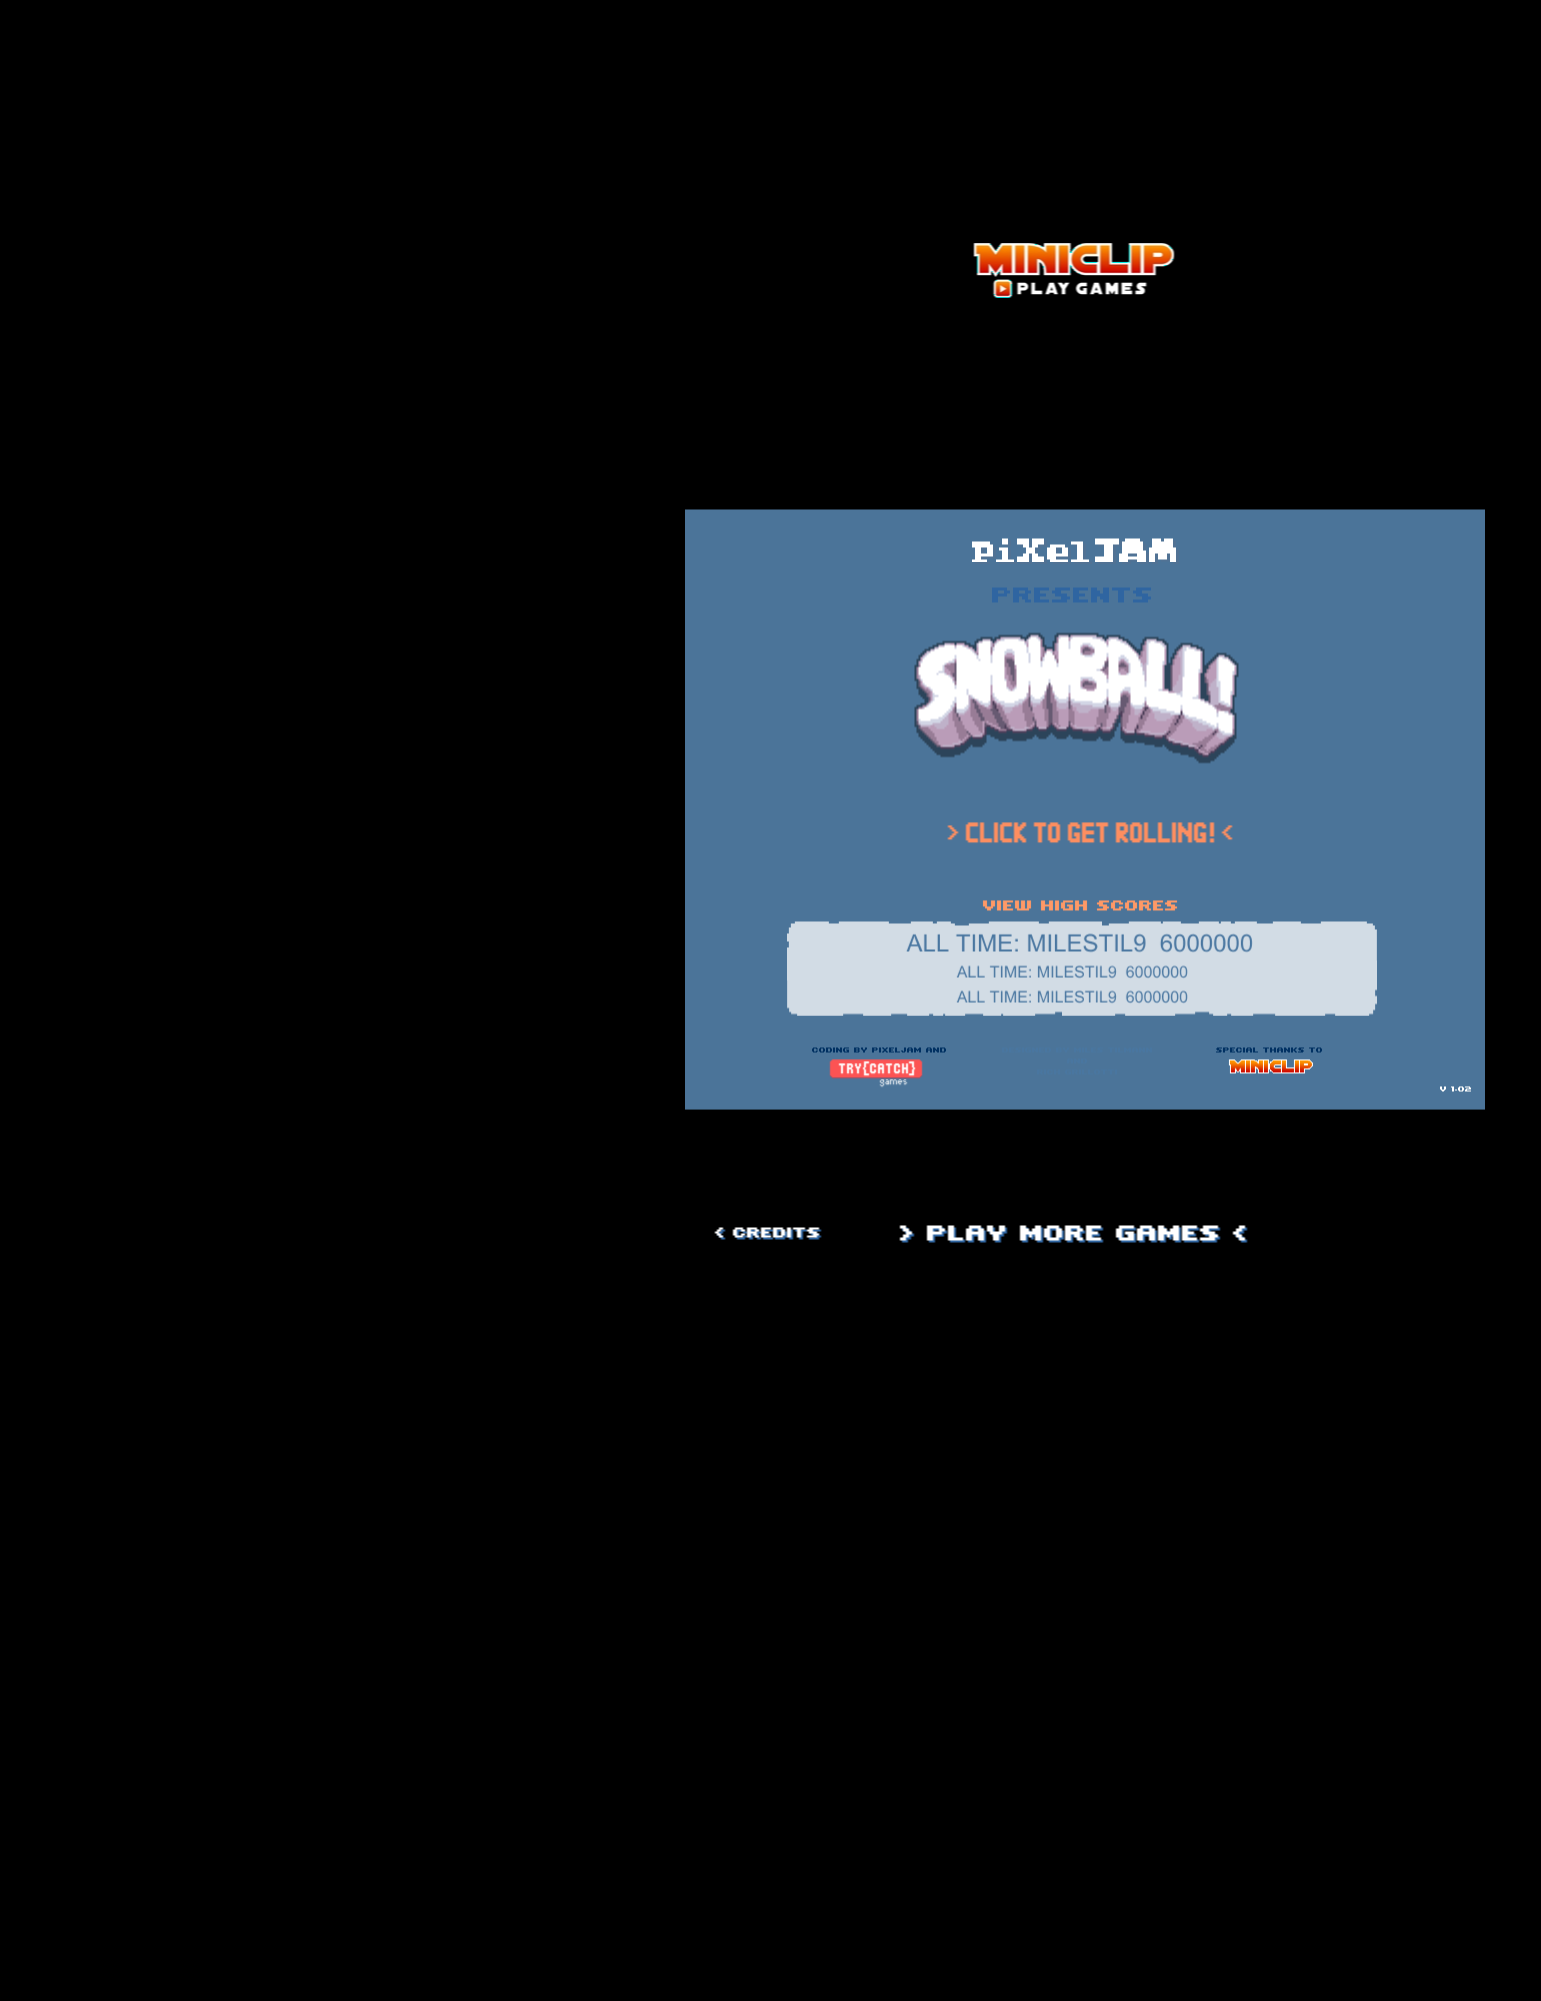 MINICLIP
PLAY GAMES
piXelJAM
PRESENTS
SNOWBALL!
> CLICK TO GET ROLLING! <
VIEW HIGH SCORES
ALL TIME: MILESTIL9 6000000
ALL TIME: MILESTIL9 6000000
ALL TIME: MILESTIL9 6000000
CODING BY PIXELJAM AND
TRY{CATCH}
games
SPECIAL THANKS TO
MINICLIP
V 1.02
< CREDITS
> PLAY MORE GAMES <